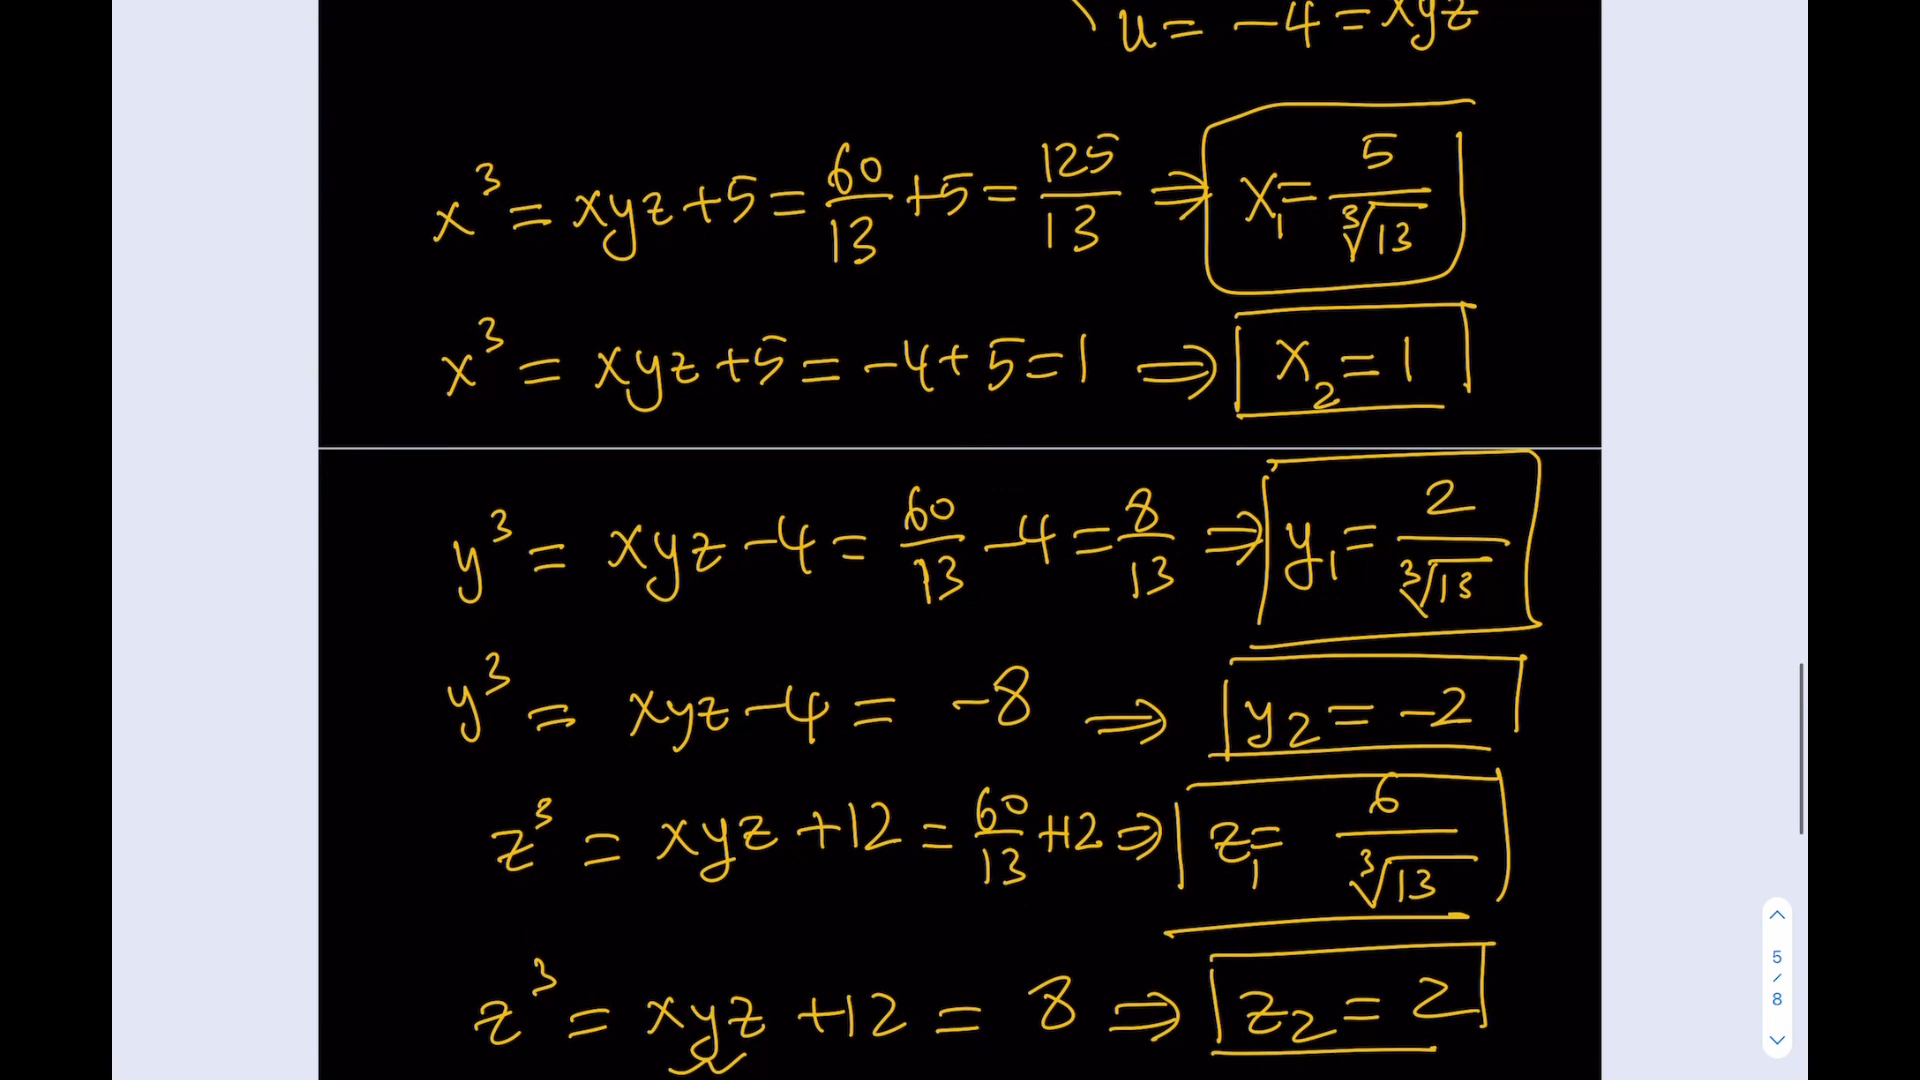 u = -4 = xyz
x³ = xyz + 5 = 60/13 + 5 = 125/13 ⇒ x₁ = 5/∛13
x³ = xyz + 5 = -4 + 5 = 1 ⇒ x₂ = 1
y³ = xyz - 4 = 60/13 - 4 = 8/13 ⇒ y₁ = 2/∛13
y³ = xyz - 4 = -8 ⇒ y₂ = -2
z³ = xyz + 12 = 60/13 + 12 ⇒ z₁ = 6/∛13
z³ = xyz + 12 = 8 ⇒ z₂ = 2
5
/
8